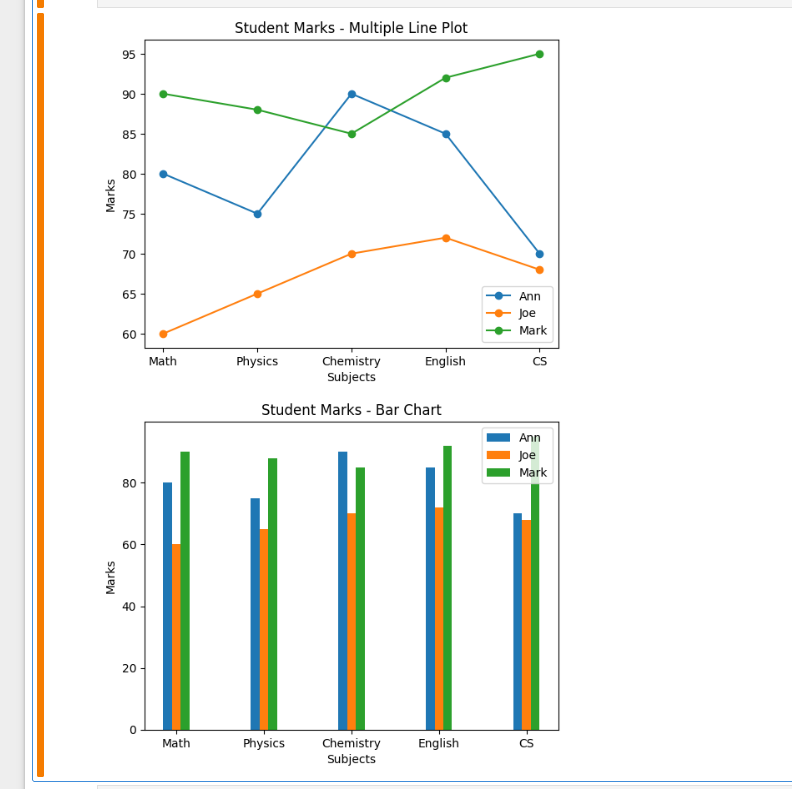 Student Marks - Multiple Line Plot
95
90
85
80
75
70
65
60
Marks
Ann
Joe
Mark
Math Physics Chemistry English CS
Subjects
Student Marks - Bar Chart
Ann
Joe
Mark
80
60
40
20
0
Marks
Math Physics Chemistry English CS
Subjects